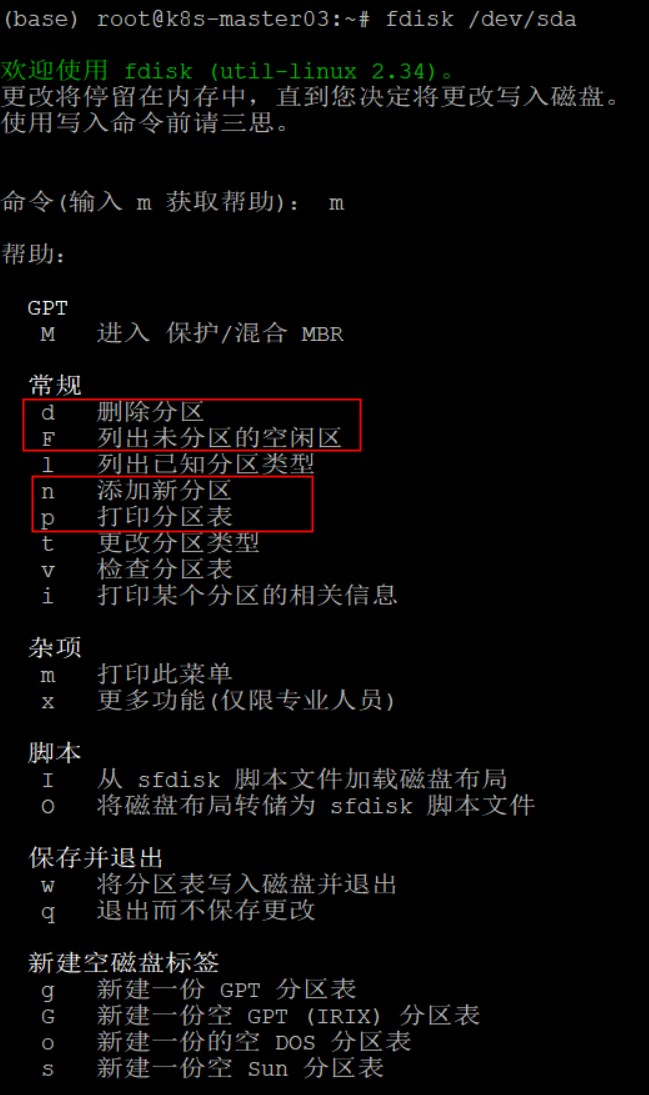 (base) root@k8s-master03:~# fdisk /dev/sda
欢迎使用 fdisk (util-linux 2.34)。
更改将停留在内存中，直到您决定将更改写入磁盘。
使用写入命令前请三思。
命令(输入 m 获取帮助)： m
帮助：
GPT
M 进入 保护/混合 MBR
常规
d 删除分区
F 列出未分区的空闲区
l 列出已知分区类型
n 添加新分区
p 打印分区表
t 更改分区类型
v 检查分区表
i 打印某个分区的相关信息
杂项
m 打印此菜单
x 更多功能(仅限专业人员)
脚本
I 从 sfdisk 脚本文件加载磁盘布局
O 将磁盘布局转储为 sfdisk 脚本文件
保存并退出
w 将分区表写入磁盘并退出
q 退出而不保存更改
新建空磁盘标签
g 新建一份 GPT 分区表
G 新建一份空 GPT (IRIX) 分区表
o 新建一份的空 DOS 分区表
s 新建一份空 Sun 分区表